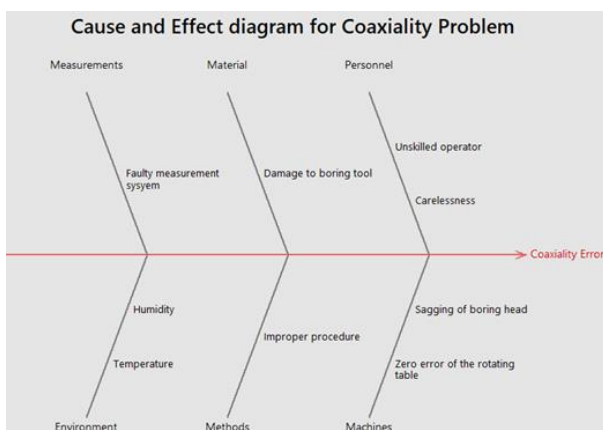 Cause and Effect diagram for Coaxiality Problem
Measurements
Material
Personnel
Unskilled operator
Faulty measurement
sysyem
Damage to boring tool
Carelessness
Coaxiality Error
Humidity
Sagging of boring head
Improper procedure
Temperature
Zero error of the rotating
table
Environment
Methods
Machines